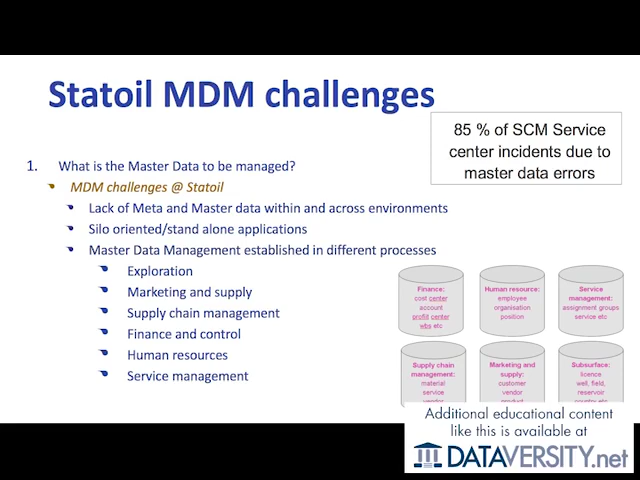 Statoil MDM challenges
85 % of SCM Service
center incidents due to
master data errors
1. What is the Master Data to be managed?
MDM challenges @ Statoil
Lack of Meta and Master data within and across environments
Silo oriented/stand alone applications
Master Data Management established in different processes
Exploration
Marketing and supply
Supply chain management
Finance and control
Human resources
Service management
Finance:
cost center
account
profit center
wbs etc
Human resource:
employee
organisation
position
Service
management:
assignment groups
service etc
Supply chain
management:
material
service
vendor
Marketing and
supply:
customer
vendor
product
Subsurface:
licence
well, field,
reservoir
country etc
Additional educational content
like this is available at
DATAVERSITY.net